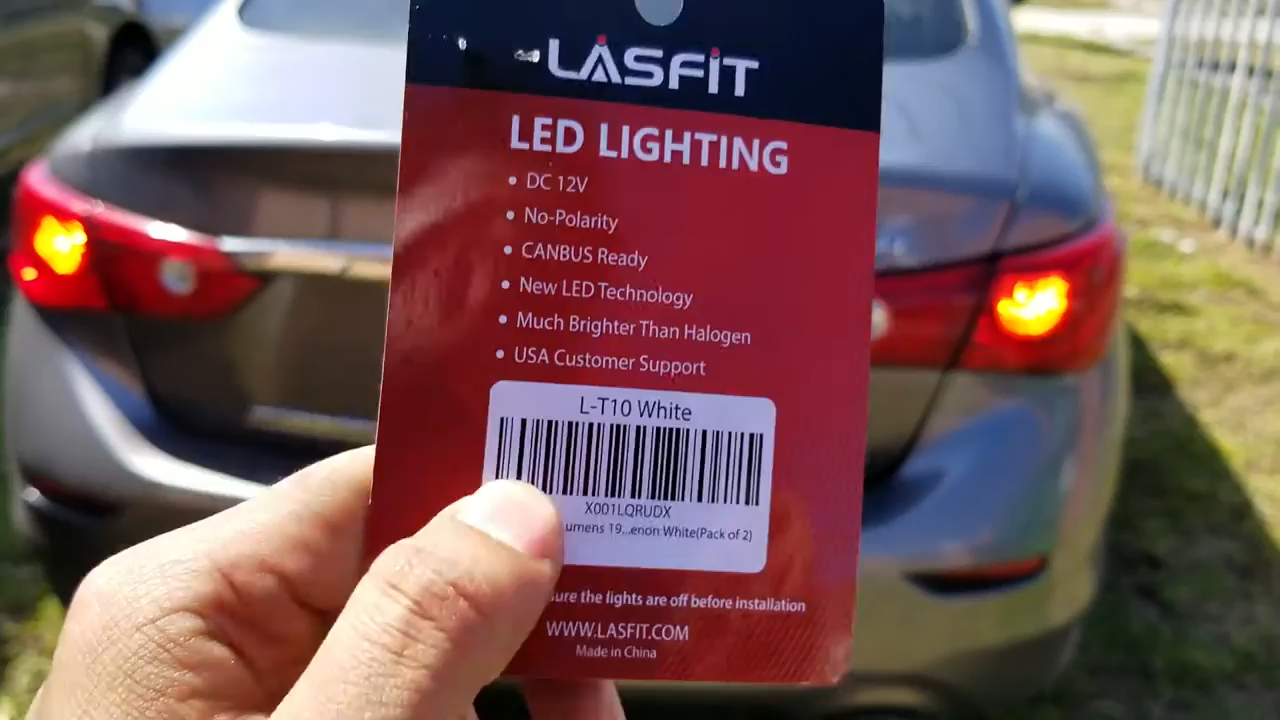 LASFIT
LED LIGHTING
• DC 12V
• No-Polarity
• CANBUS Ready
• New LED Technology
• Much Brighter Than Halogen
• USA Customer Support
L-T10 White
X001LQRUDX
19...enon White(Pack of 2)
the lights are off before installation
WWW.LASFIT.COM
Made in China